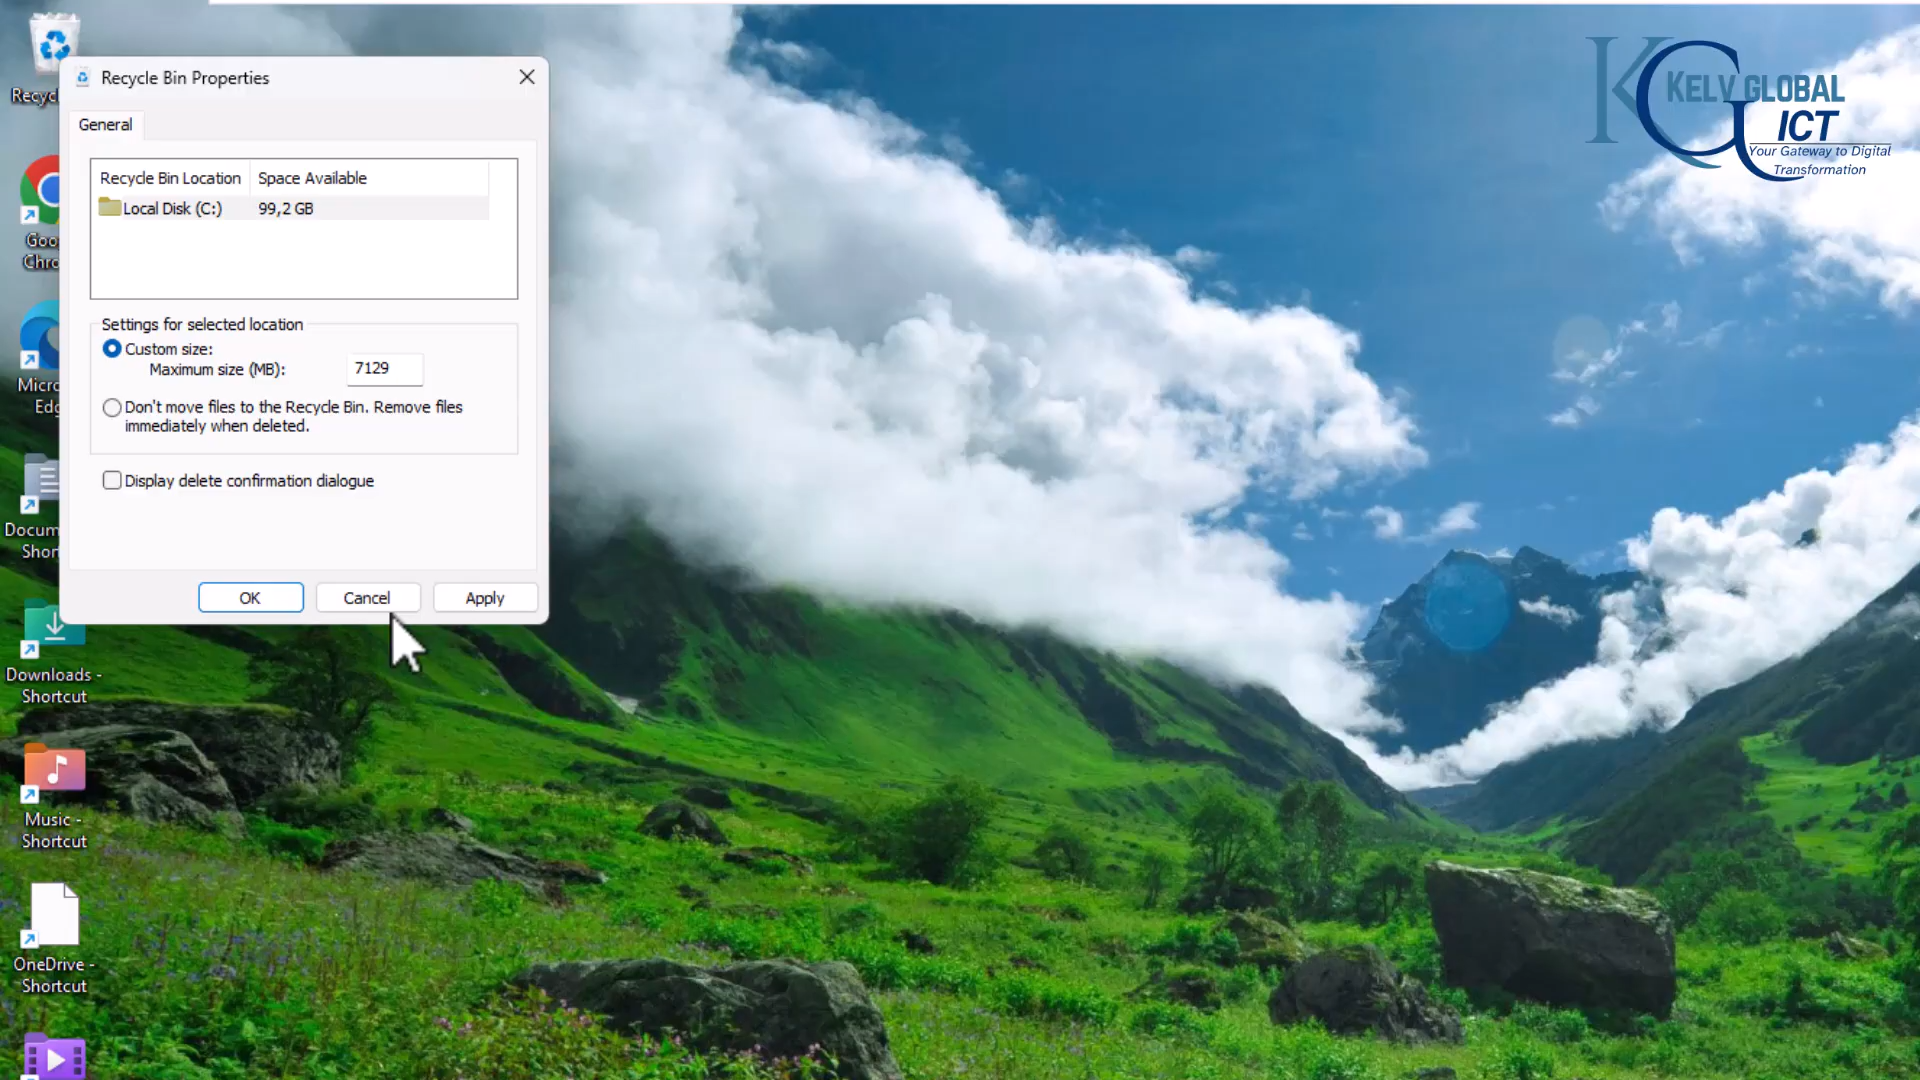 Recycle Bin Properties
General
Recycle Bin Location Space Available
Local Disk (C:) 99,2 GB
Settings for selected location
Custom size:
Maximum size (MB): 7129
Don't move files to the Recycle Bin. Remove files
immediately when deleted.
Display delete confirmation dialogue
OK Cancel Apply
Recycl
Goo
Chro
Micro
Edg
Docum
Shor
Downloads -
Shortcut
Music -
Shortcut
OneDrive -
Shortcut
KG
KELV GLOBAL
ICT
Your Gateway to Digital
Transformation